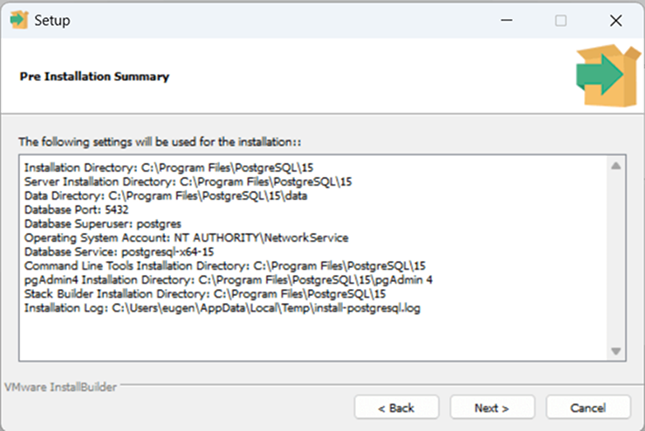 Setup
Pre Installation Summary
The following settings will be used for the installation::
Installation Directory: C:\Program Files\PostgreSQL\15
Server Installation Directory: C:\Program Files\PostgreSQL\15
Data Directory: C:\Program Files\PostgreSQL\15\data
Database Port: 5432
Database Superuser: postgres
Operating System Account: NT AUTHORITY\NetworkService
Database Service: postgresql-x64-15
Command Line Tools Installation Directory: C:\Program Files\PostgreSQL\15
pgAdmin4 Installation Directory: C:\Program Files\PostgreSQL\15\pgAdmin 4
Stack Builder Installation Directory: C:\Program Files\PostgreSQL\15
Installation Log: C:\Users\eugen\AppData\Local\Temp\install-postgresql.log
VMware InstallBuilder
< Back Next > Cancel